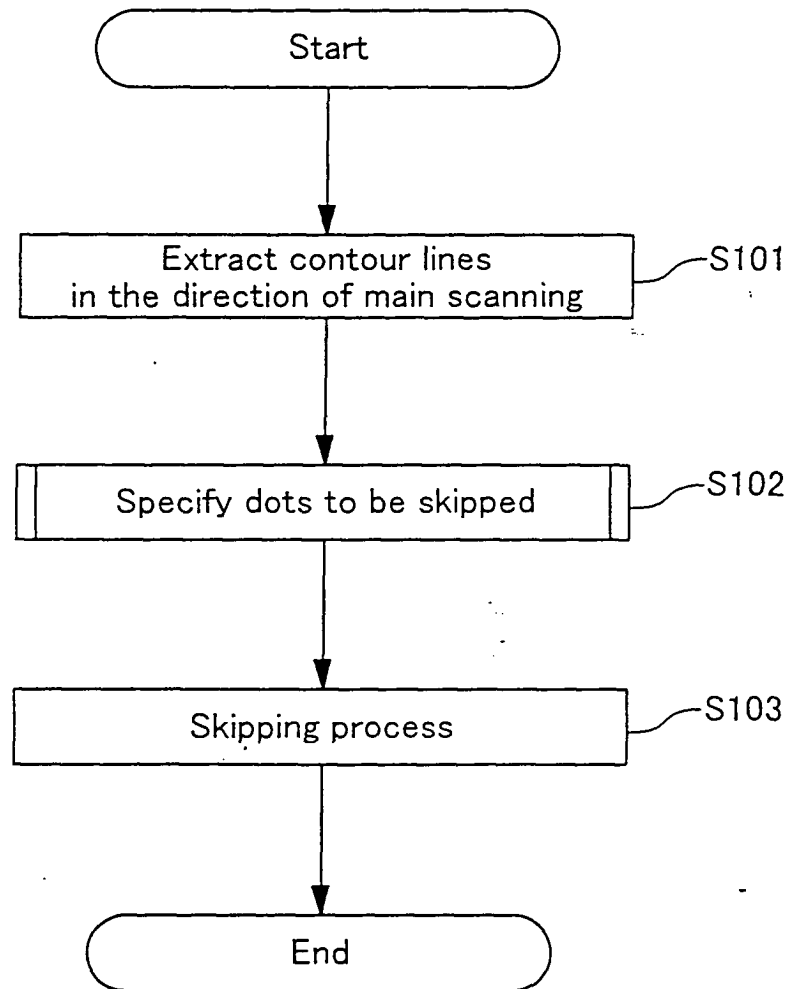 Start
Extract contour lines
in the direction of main scanning
S101
Specify dots to be skipped
S102
Skipping process
S103
End